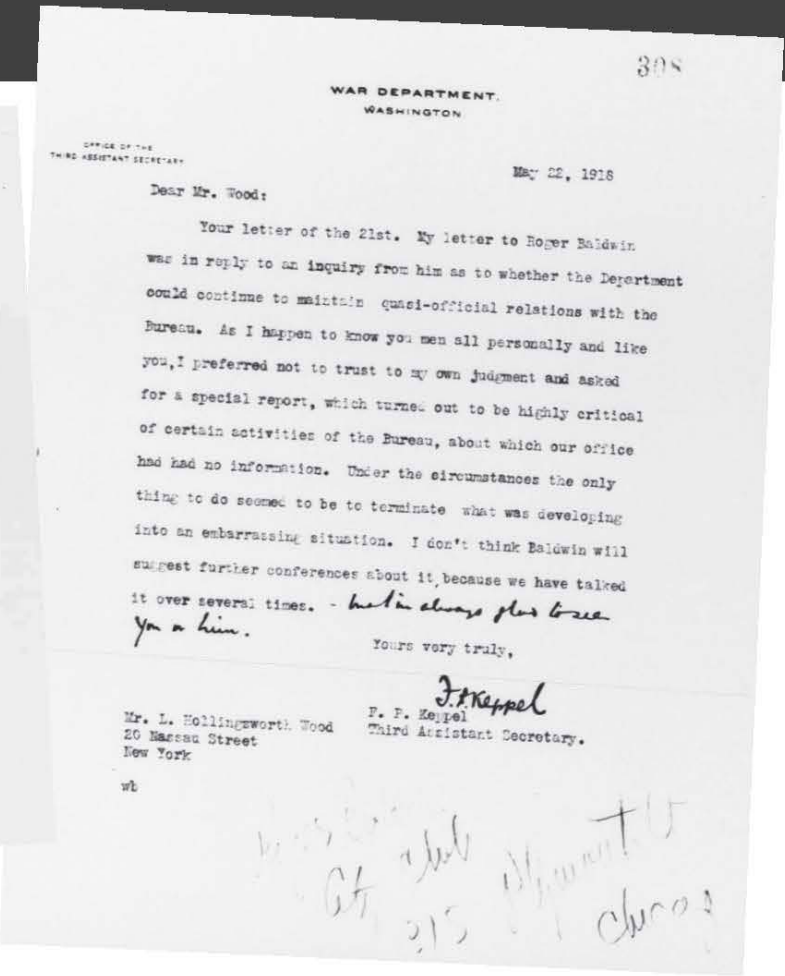 308
WAR DEPARTMENT.
WASHINGTON
OFFICE OF THE
THIRD ASSISTANT SECRETARY
May 22, 1918
Dear Mr. Wood:
Your letter of the 21st. My letter to Roger Baldwin
was in reply to an inquiry from him as to whether the Department
could continue to maintain quasi-official relations with the
Bureau. As I happen to know you men all personally and like
you, I preferred not to trust to my own judgment and asked
for a special report, which turned out to be highly critical
of certain activities of the Bureau, about which our office
had had no information. Under the circumstances the only
thing to do seemed to be to terminate what was developing
into an embarrassing situation. I don't think Baldwin will
suggest further conferences about it, because we have talked
it over several times. - but I'm always glad to see
you or him.
Yours very truly,
F.P. Keppel
F. P. Keppel
Third Assistant Secretary.
Mr. L. Hollingsworth Wood
20 Nassau Street
New York
wb
City Club
315